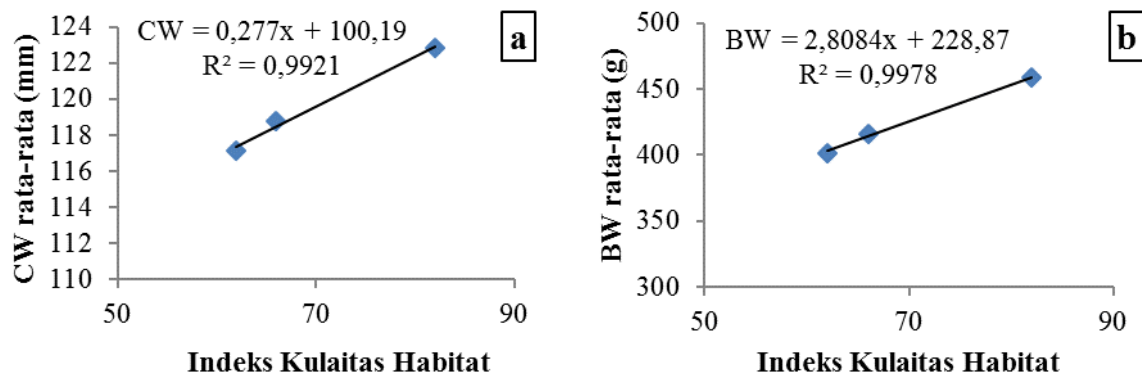 CW = 0,277x + 100,19
R² = 0,9921
a
CW rata-rata (mm)
124
122
120
118
116
114
112
110
50
70
90
Indeks Kulaitas Habitat
BW = 2,8084x + 228,87
R² = 0,9978
b
BW rata-rata (g)
500
450
400
350
300
50
70
90
Indeks Kulaitas Habitat